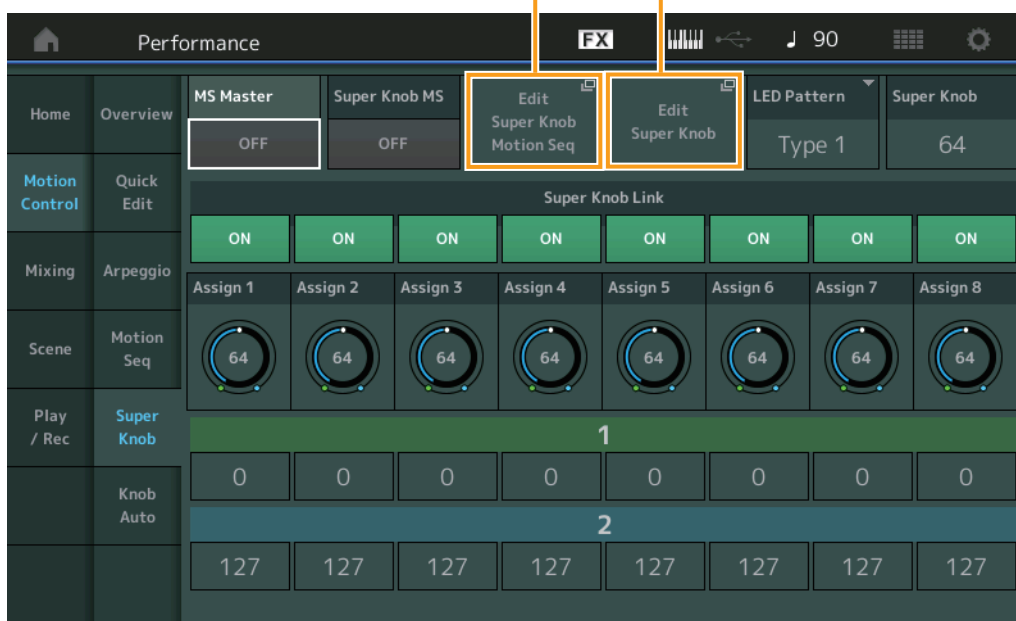 Performance
FX
90
Home
Overview
MS Master
OFF
Super Knob MS
OFF
Edit
Super Knob
Motion Seq
Edit
Super Knob
LED Pattern
Type 1
Super Knob
64
Motion
Control
Quick
Edit
Super Knob Link
ON ON ON ON ON ON ON ON
Mixing
Arpeggio
Assign 1 Assign 2 Assign 3 Assign 4 Assign 5 Assign 6 Assign 7 Assign 8
Scene
Motion
Seq
64 64 64 64 64 64 64 64
Play
/ Rec
Super
Knob
1
0 0 0 0 0 0 0 0
Knob
Auto
2
127 127 127 127 127 127 127 127